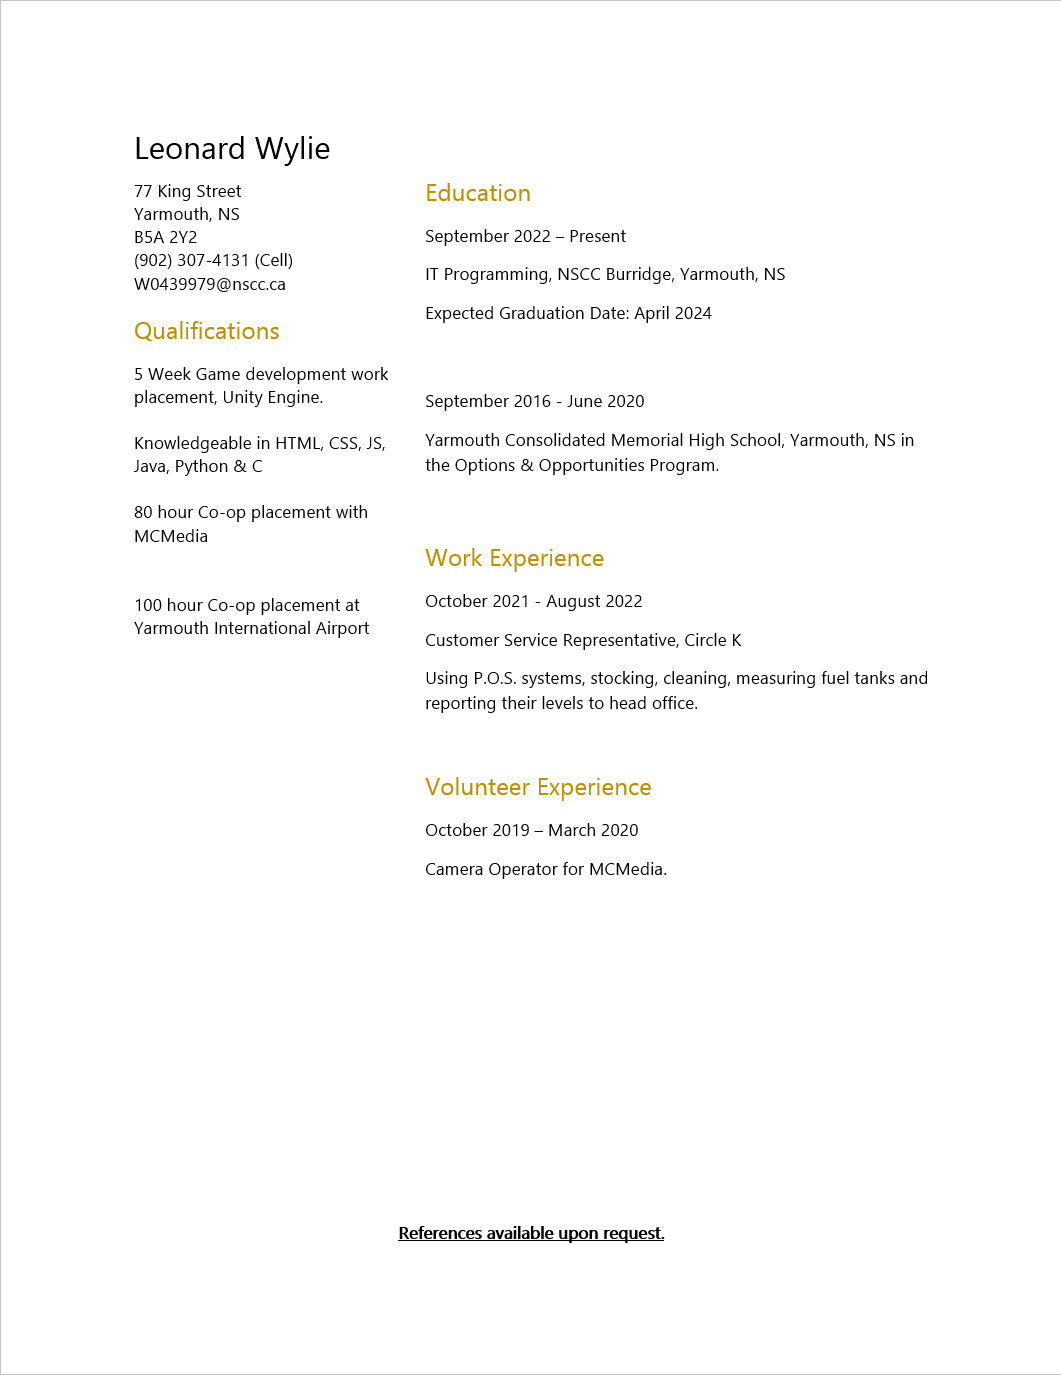 Leonard Wylie
77 King Street
Yarmouth, NS
B5A 2Y2
(902) 307-4131 (Cell)
W0439979@nscc.ca
Qualifications
5 Week Game development work
placement, Unity Engine.
Knowledgeable in HTML, CSS, JS,
Java, Python & C
80 hour Co-op placement with
MCMedia
100 hour Co-op placement at
Yarmouth International Airport
Education
September 2022 – Present
IT Programming, NSCC Burridge, Yarmouth, NS
Expected Graduation Date: April 2024
September 2016 - June 2020
Yarmouth Consolidated Memorial High School, Yarmouth, NS in
the Options & Opportunities Program.
Work Experience
October 2021 - August 2022
Customer Service Representative, Circle K
Using P.O.S. systems, stocking, cleaning, measuring fuel tanks and
reporting their levels to head office.
Volunteer Experience
October 2019 – March 2020
Camera Operator for MCMedia.
References available upon request.